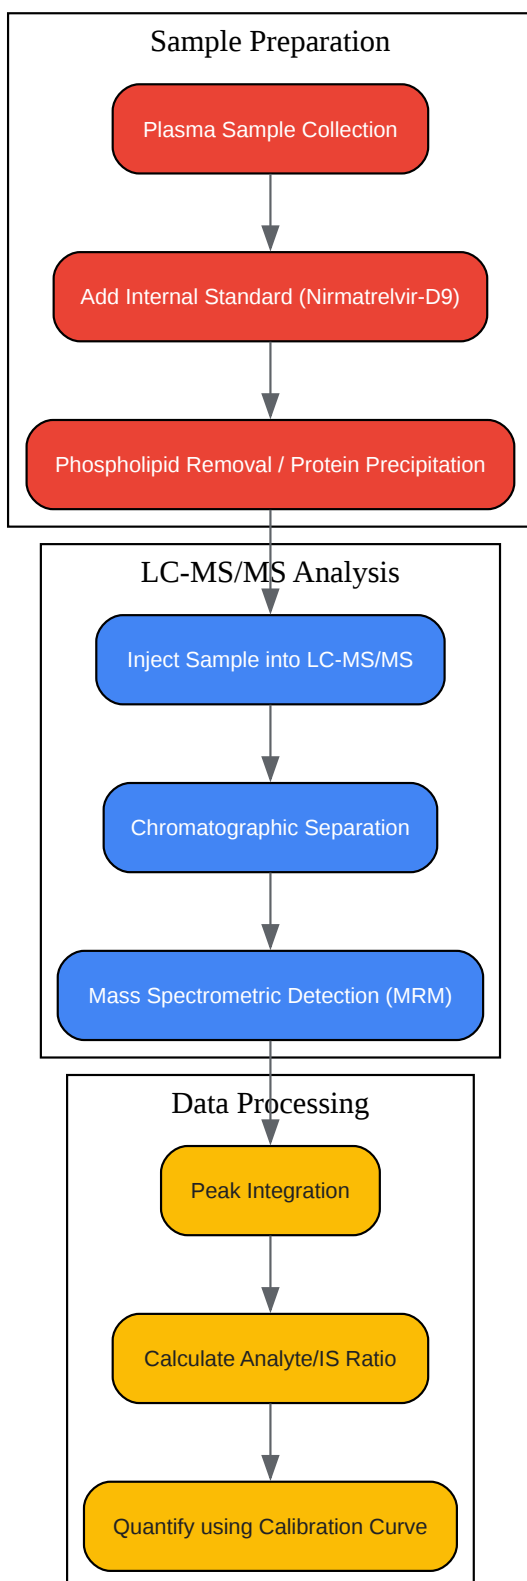 Sample Preparation
Plasma Sample Collection
Add Internal Standard (Nirmatrelvir-D9)
Phospholipid Removal / Protein Precipitation
LC-MS/MS Analysis
Inject Sample into LC-MS/MS
Chromatographic Separation
Mass Spectrometric Detection (MRM)
Data Processing
Peak Integration
Calculate Analyte/IS Ratio
Quantify using Calibration Curve